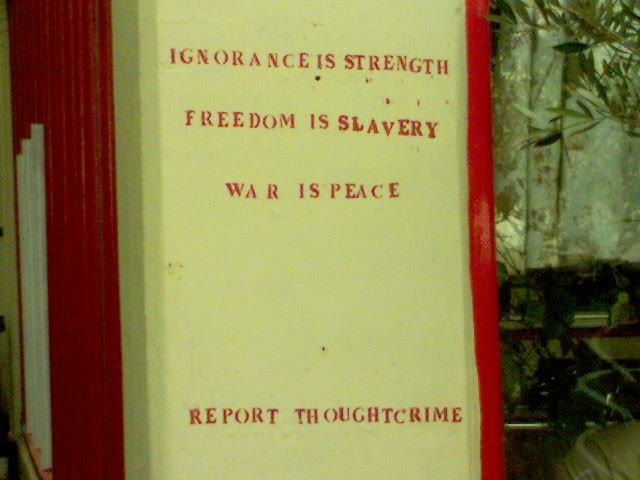 IGNORANCE IS STRENGTH
FREEDOM IS SLAVERY
WAR IS PEACE
REPORT THOUGHTCRIME